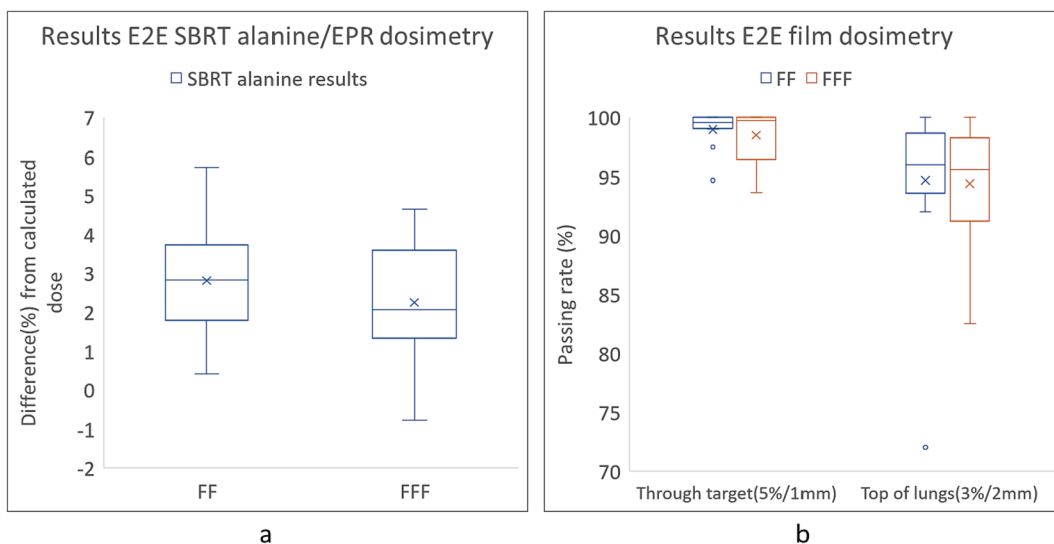 Results E2E SBRT alanine/EPR dosimetry
SBRT alanine results
Difference(%) from calculated
dose
7
6
5
4
3
2
1
0
-1
-2
FF
FFF
a
Results E2E film dosimetry
FF
FFF
Passing rate (%)
100
95
90
85
80
75
70
Through target(5%/1mm)
Top of lungs(3%/2mm)
b